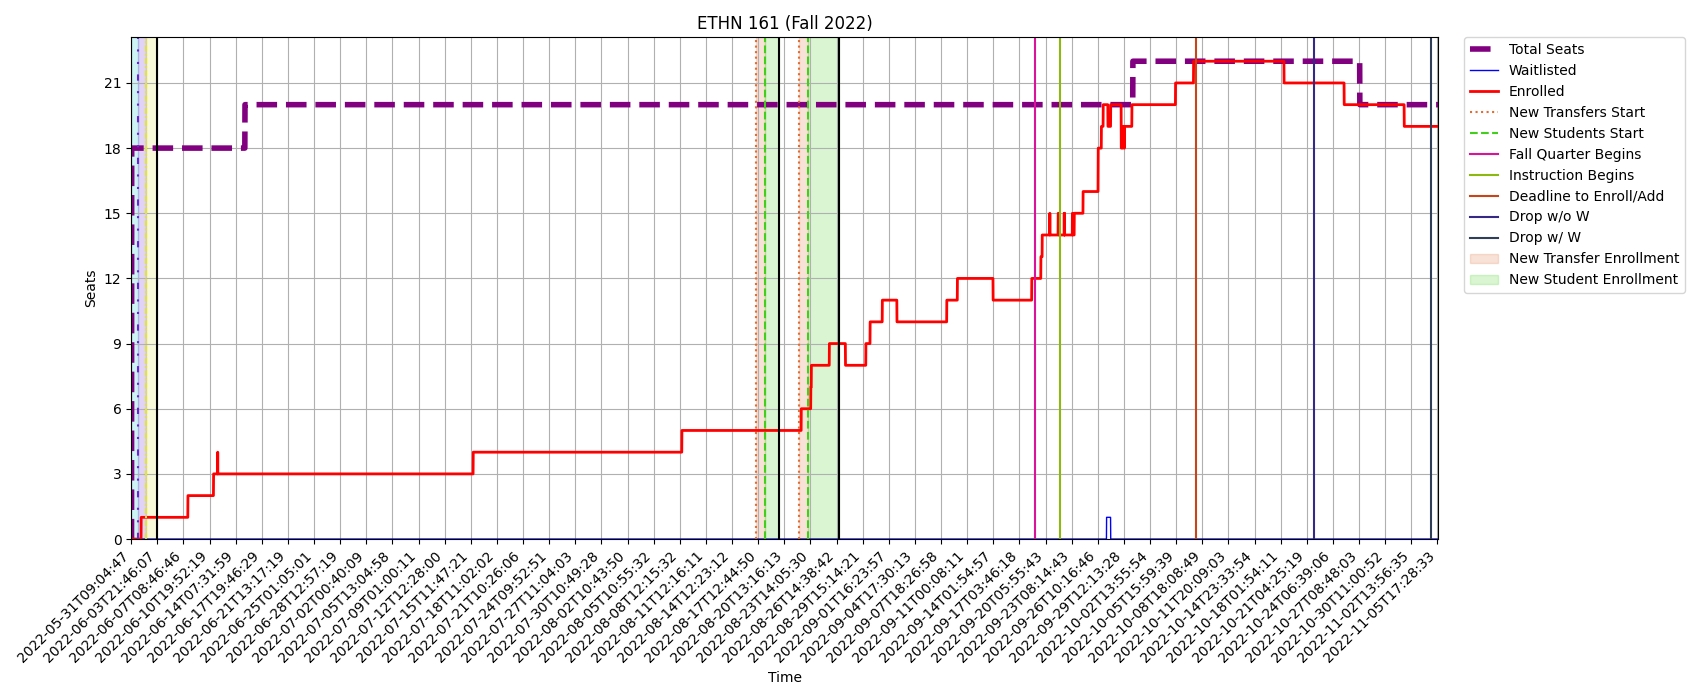 ETHN 161 (Fall 2022)
Total Seats
Waitlisted
Enrolled
New Transfers Start
New Students Start
Fall Quarter Begins
Instruction Begins
Deadline to Enroll/Add
Drop w/o W
Drop w/ W
New Transfer Enrollment
New Student Enrollment
Seats
21
18
15
12
9
6
3
0
2022-05-31T09:04:47
2022-06-03T21:46:07
2022-06-07T08:46:46
2022-06-10T19:52:19
2022-06-14T07:31:59
2022-06-17T19:46:29
2022-06-21T13:17:19
2022-06-25T01:05:01
2022-06-28T12:57:19
2022-07-02T00:40:09
2022-07-05T13:04:58
2022-07-09T01:00:11
2022-07-12T12:28:00
2022-07-15T11:47:21
2022-07-18T11:02:02
2022-07-21T10:26:06
2022-07-24T09:52:51
2022-07-27T11:04:03
2022-07-30T10:49:28
2022-08-02T10:43:50
2022-08-05T10:55:32
2022-08-08T12:15:32
2022-08-11T12:16:11
2022-08-14T12:23:12
2022-08-17T12:44:50
2022-08-20T13:16:13
2022-08-23T14:05:30
2022-08-26T14:38:42
2022-08-29T15:14:21
2022-09-01T16:23:57
2022-09-04T17:30:13
2022-09-07T18:26:58
2022-09-11T00:08:11
2022-09-14T01:54:57
2022-09-17T03:46:18
2022-09-20T05:55:43
2022-09-23T08:14:43
2022-09-26T10:16:46
2022-09-29T12:13:28
2022-10-02T13:55:54
2022-10-05T15:59:39
2022-10-08T18:08:49
2022-10-11T20:09:03
2022-10-14T23:33:54
2022-10-18T01:54:11
2022-10-21T04:25:19
2022-10-24T06:39:06
2022-10-27T08:48:03
2022-10-30T11:00:52
2022-11-02T13:56:35
2022-11-05T17:28:33
Time